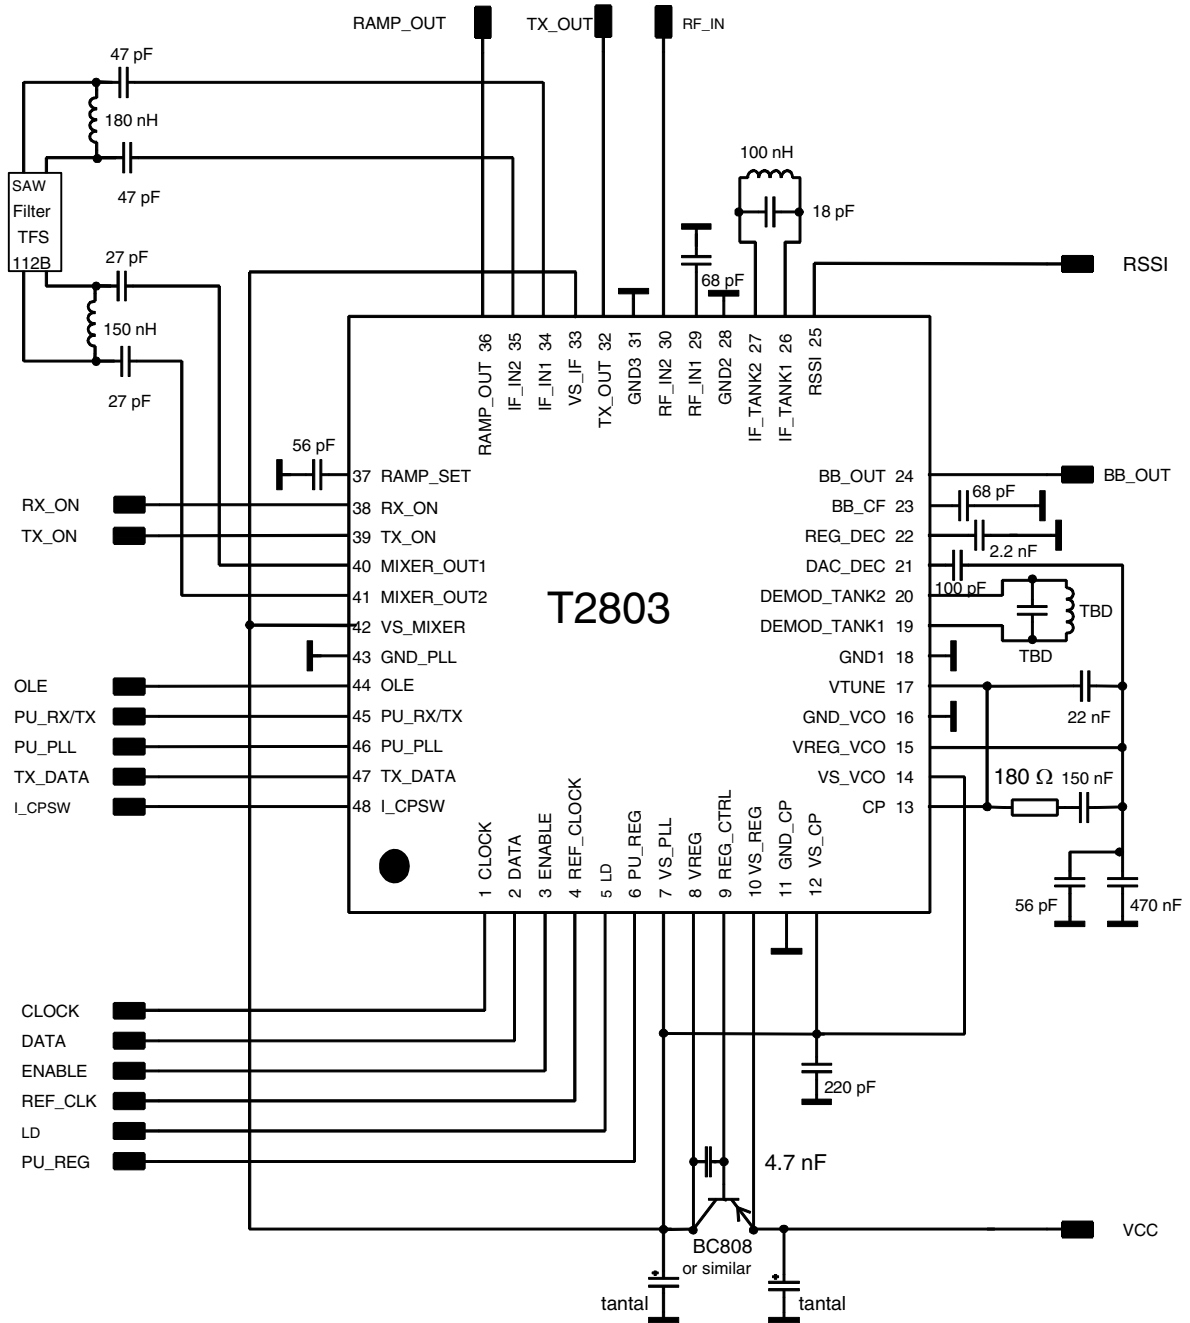 RAMP_OUT
TX_OUT
RF_IN
47 pF
180 nH
47 pF
SAW
Filter
TFS
112B
27 pF
150 nH
27 pF
100 nH
18 pF
68 pF
RSSI
RAMP_OUT 36
IF_IN2 35
IF_IN1 34
VS_IF 33
TX_OUT 32
GND3 31
RF_IN2 30
RF_IN1 29
GND2 28
IF_TANK2 27
IF_TANK1 26
RSSI 25
56 pF
37 RAMP_SET
BB_OUT 24
BB_OUT
RX_ON
38 RX_ON
BB_CF 23
68 pF
TX_ON
39 TX_ON
REG_DEC 22
2.2 nF
40 MIXER_OUT1
DAC_DEC 21
100 pF
41 MIXER_OUT2
T2803
DEMOD_TANK2 20
TBD
42 VS_MIXER
DEMOD_TANK1 19
TBD
43 GND_PLL
GND1 18
OLE
44 OLE
VTUNE 17
22 nF
PU_RX/TX
45 PU_RX/TX
GND_VCO 16
PU_PLL
46 PU_PLL
VREG_VCO 15
TX_DATA
47 TX_DATA
VS_VCO 14
180 Ω
150 nF
I_CPSW
48 I_CPSW
CP 13
1 CLOCK
2 DATA
3 ENABLE
4 REF_CLOCK
5 LD
6 PU_REG
7 VS_PLL
8 VREG
9 REG_CTRL
10 VS_REG
11 GND_CP
12 VS_CP
56 pF
470 nF
CLOCK
DATA
ENABLE
220 pF
REF_CLK
LD
PU_REG
4.7 nF
VCC
BC808
or similar
tantal
tantal